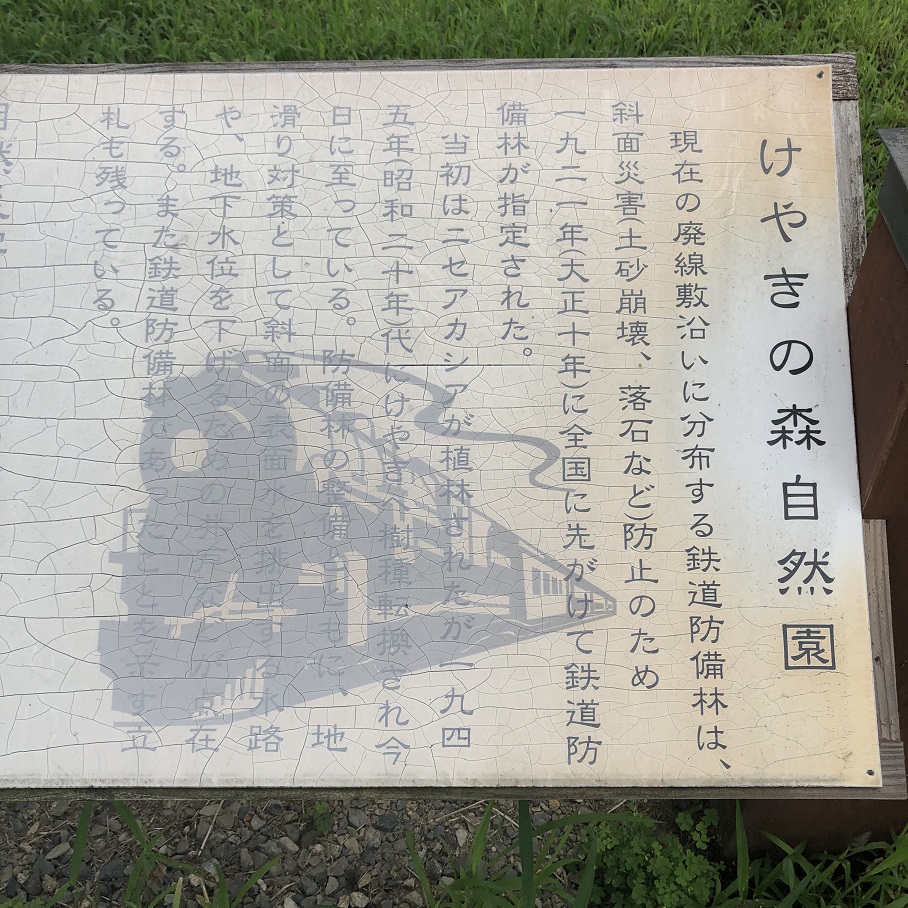 けやきの森自然園
現在の廃線敷沿いに分布する鉄道防備林は、
斜面災害(土砂崩壊、落石など)防止のため
一九二一年(大正十年)に全国に先がけて鉄道防
備林が指定された。
当初はニセアカシアが植林されたが一九四
五年(昭和二十年)代にけやきへ樹種転換され今
日に至っている。防備林の整備とともに、地
滑り対策として斜面の表面水を排出する水路
や、地下水位を下げるための井戸などが点在
する。また鉄道防備林であったことを示す立
札も残っている。